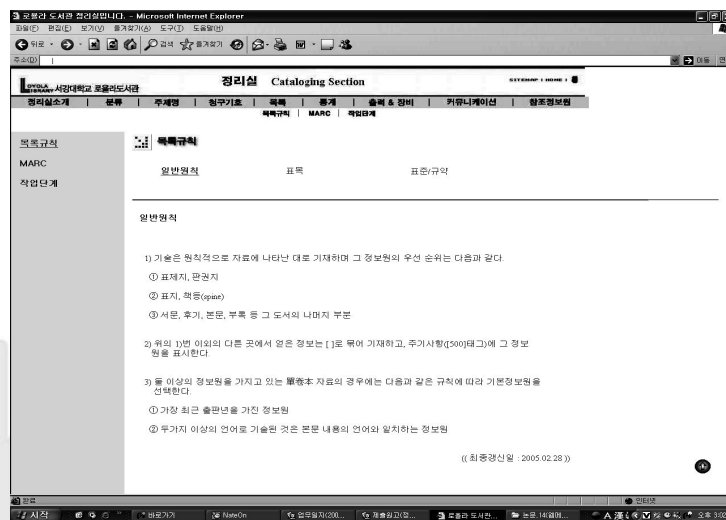 로욜라 도서관 정리실입니다. - Microsoft Internet Explorer
파일(F) 편집(E) 보기(V) 즐겨찾기(A) 도구(T) 도움말(H)
뒤로 검색 즐겨찾기
주소(D) 이동
LOYOLA LIBRARY 서강대학교 로욜라도서관 정리실 Cataloging Section SITEMAP | HOME |
정리실소개 | 분류 | 주제명 | 청구기호 | 목록 | 통계 | 출력 & 장비 | 커뮤니케이션 | 참조정보원
목록규칙 | MARC | 작업단계
목록규칙
MARC
작업단계
목록규칙
일반원칙 표목 표준/규약
일반원칙
1) 기술은 원칙적으로 자료에 나타난 대로 기재하며 그 정보원의 우선 순위는 다음과 같다.
① 표제지, 판권지
② 표지, 책등(spine)
③ 서문, 후기, 본문, 부록 등 그 도서의 나머지 부분
2) 위의 1)번 이외의 다른 곳에서 얻은 정보는 [ ]로 묶어 기재하고, 주기사항([500]태그)에 그 정보
원을 표시한다.
3) 둘 이상의 정보원을 가지고 있는 單卷本 자료의 경우에는 다음과 같은 규칙에 따라 기본정보원을
선택한다.
① 가장 최근 출판년을 가진 정보원
② 두가지 이상의 언어로 기술된 것은 본문 내용의 언어와 일치하는 정보원
(( 최종갱신일 : 2005.02.28 ))
완료 인터넷
시작 바로가기 NateOn 업무일지(200... 제출원고(정... 로욜라 도서관...